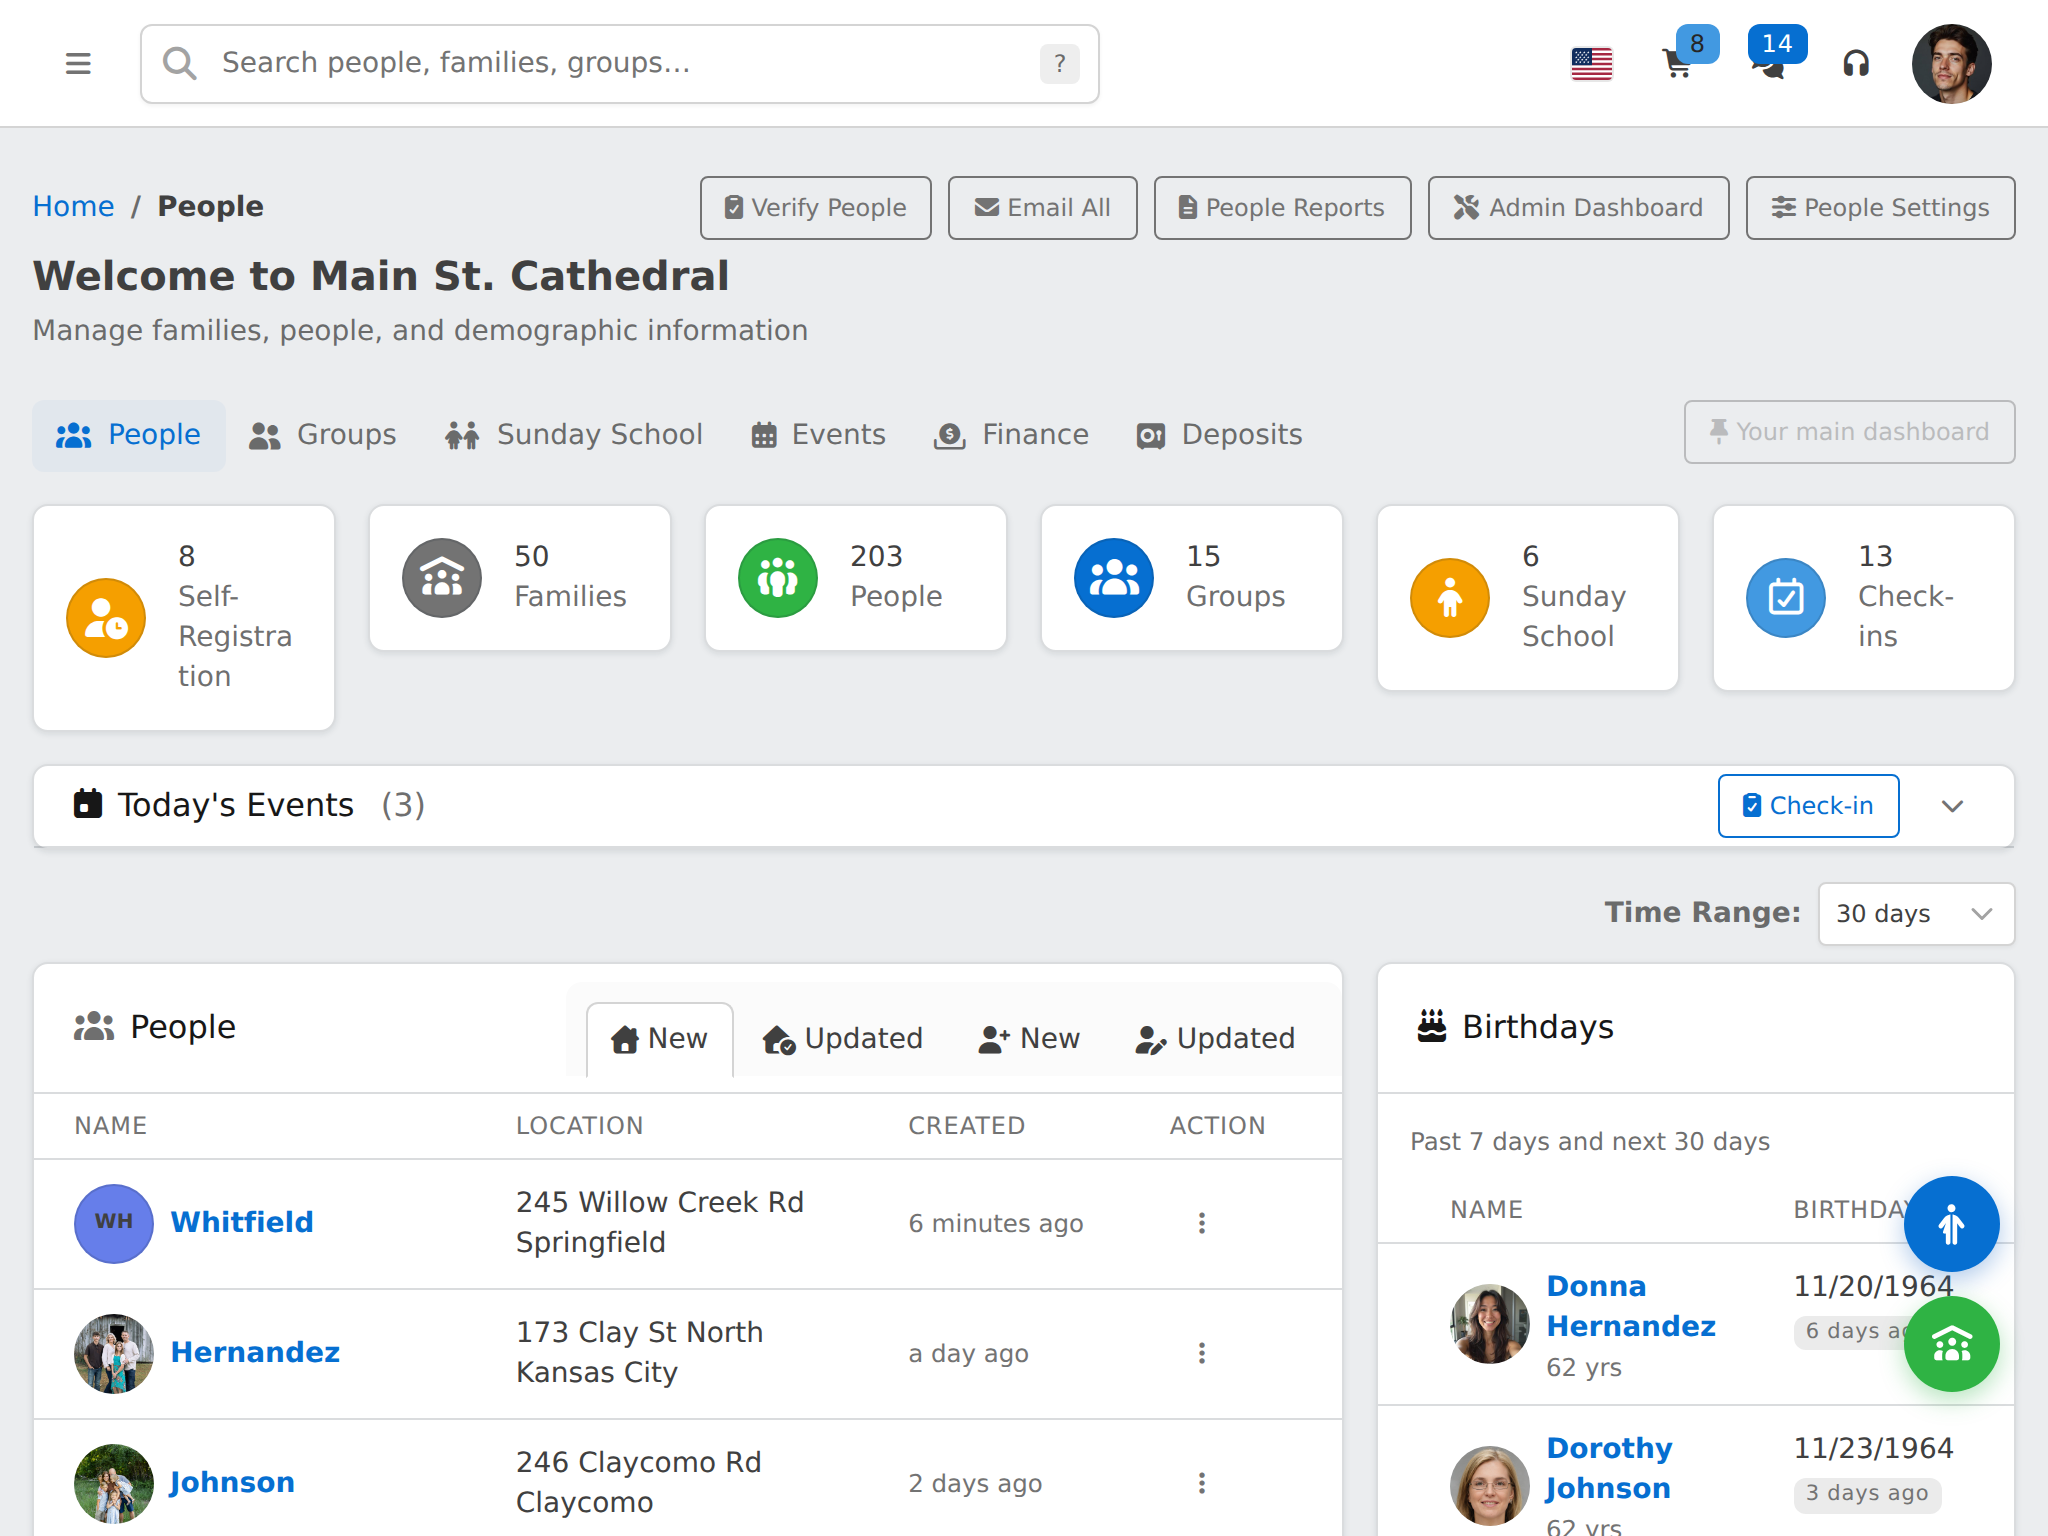 Search people, families, groups...
?
8
14
Home / People
Verify People
Email All
People Reports
Admin Dashboard
People Settings
Welcome to Main St. Cathedral
Manage families, people, and demographic information
People
Groups
Sunday School
Events
Finance
Deposits
Your main dashboard
8
Self-
Registra
tion
50
Families
203
People
15
Groups
6
Sunday
School
13
Check-
ins
Today's Events (3)
Check-in
Time Range:
30 days
People
New
Updated
New
Updated
NAME
LOCATION
CREATED
ACTION
WH
Whitfield
245 Willow Creek Rd
Springfield
6 minutes ago
Hernandez
173 Clay St North
Kansas City
a day ago
Johnson
246 Claycomo Rd
Claycomo
2 days ago
Birthdays
Past 7 days and next 30 days
NAME
Donna
Hernandez
62 yrs
11/20/1964
6 days
Dorothy
Johnson
62 yrs
11/23/1964
3 days ago